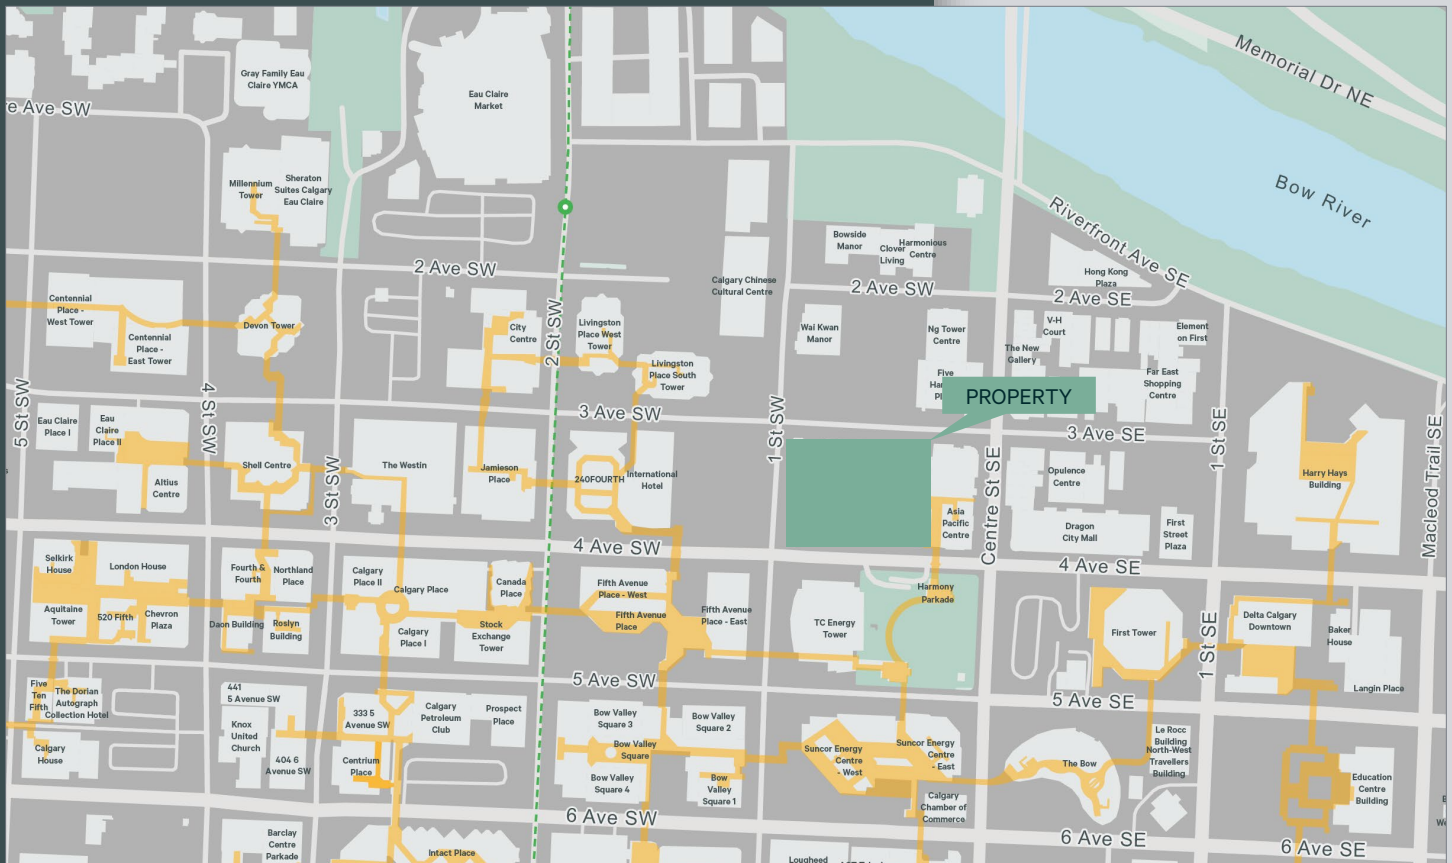 Memorial Dr NE
Gray Family Eau
Claire YMCA
Eau Claire
Market
e Ave SW
Bow River
Millennium
Tower
Sheraton
Suites Calgary
Eau Claire
Riverfront Ave SE
Bowside
Manor
Clover
Living
Harmonious
Centre
2 Ave SW
Calgary Chinese
Cuitural Centre
2 Ave SW
Hong Kong
Plaza
2 Ave SE
Centennial
Place -
West Tower
Devon Tower
Centennial
Place -
East Tower
City
Centre
2 St SW
Livingston
Place West
Tower
Livingston
Place South
Tower
Wai Kwan
Manor
Ng Tower
Centre
The New
Gallery
V-H
Court
Element
on First
Far East
Shopping
Centre
Five
Ha
Pl
PROPERTY
5 St SW
4 St SW
3 Ave SW
1 St SW
3 Ave SE
1 St SE
Macleod Trail SE
Eau Claire
Place I
Eau
Claire
Place II
Altius
Centre
Shell Centre
3 St SW
The Westin
Jamieson
Place
240FOURTH
International
Hotel
Asia
Pacific
Centre
Centre St SE
Opulence
Centre
Dragon
City Mall
First
Street
Plaza
Harry Hays
Building
4 Ave SW
4 Ave SE
Selkirk
House
London House
Fourth &
Fourth
Northland
Place
Calgary
Place II
Calgary Place
Canada
Place
Fifth Avenue
Place - West
Fifth Avenue
Place
Fifth Avenue
Place - East
Harmony
Parkade
Aquitaine
Tower
520 Fifth
Chevron
Plaza
Daon Building
Roslyn
Building
Calgary
Place I
Stock
Exchange
Tower
TC Energy
Tower
First Tower
1 St SE
Delta Calgary
Downtown
Baker
House
Langin Place
5 Ave SW
5 Ave SE
Five
Ten
Fifth
The Dorian
Autograph
Collection Hotel
441
5 Avenue SW
Knox
United
Church
333 5
Avenue SW
Calgary
Petroleum
Club
Prospect
Place
Bow Valley
Square 3
Bow Valley
Square 2
Bow Valley
Square
Calgary
House
404 6
Avenue SW
Centrium
Place
Bow Valley
Square 4
Bow
Valley
Square 1
Suncor Energy
Centre
- West
Suncor Energy
Centre
- East
Calgary
Chamber of
Commerce
The Bow
Le Rocc
Building
North-West
Travellers
Building
Education
Centre
Building
6 Ave SW
6 Ave SE
6 Ave SE
Barclay
Centre
Parkade
Intact Place
Lougheed